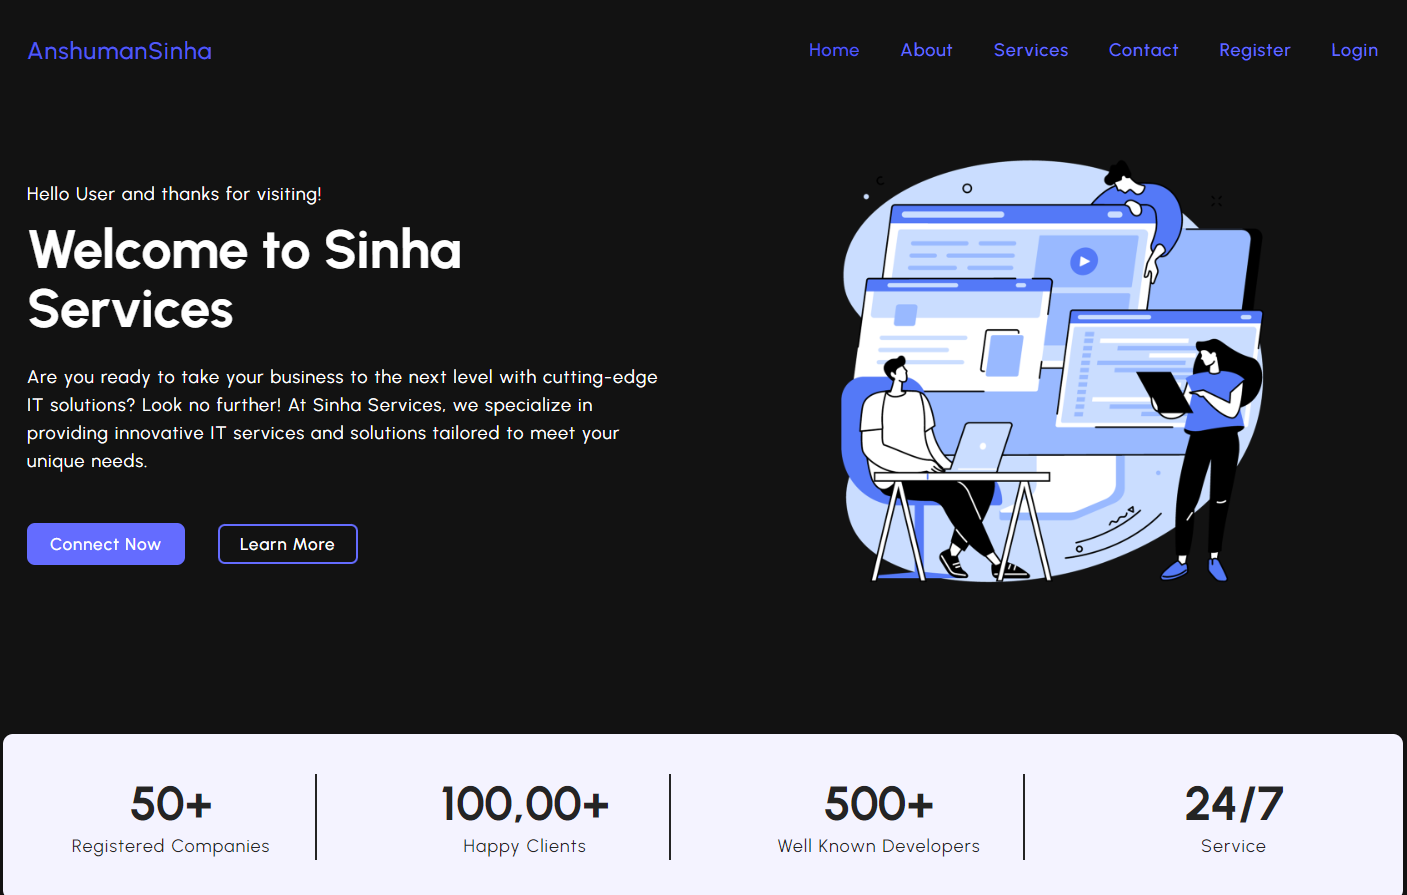 AnshumanSinha
Home About Services Contact Register Login
Hello User and thanks for visiting!
Welcome to Sinha
Services
Are you ready to take your business to the next level with cutting-edge
IT solutions? Look no further! At Sinha Services, we specialize in
providing innovative IT services and solutions tailored to meet your
unique needs.
Connect Now Learn More
50+ 100,00+ 500+ 24/7
Registered Companies Happy Clients Well Known Developers Service